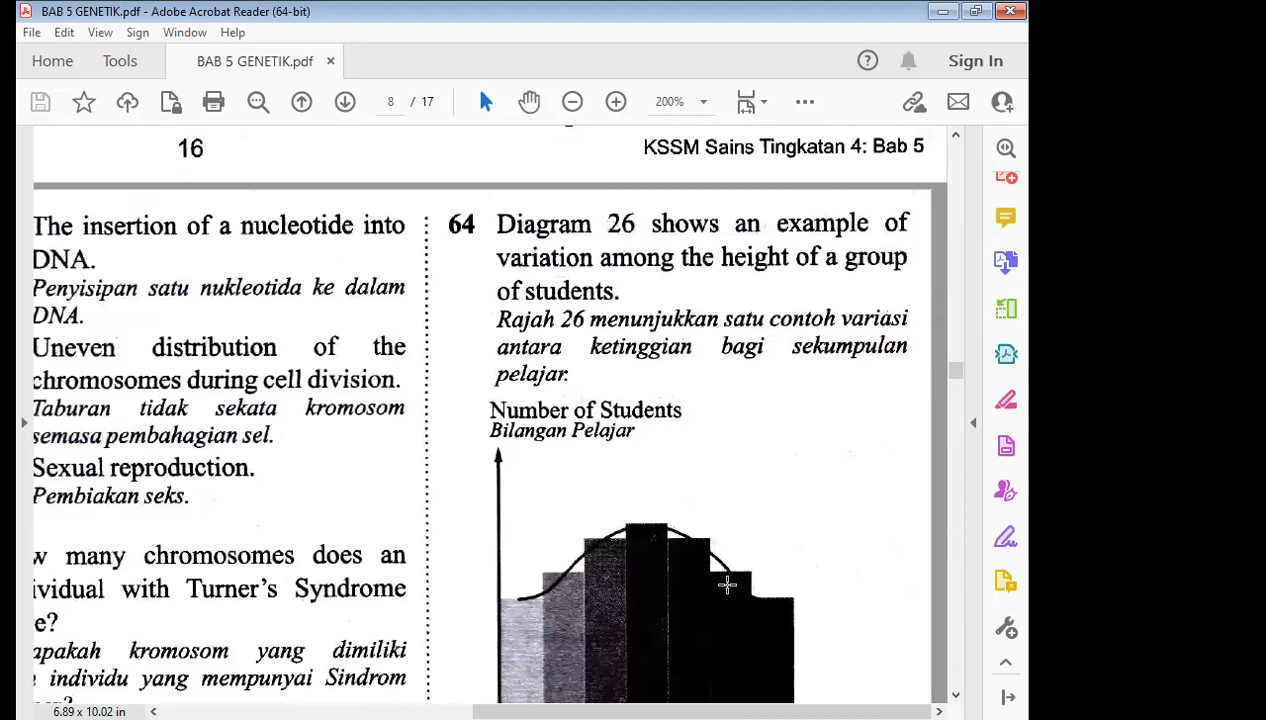 BAB 5 GENETIK.pdf - Adobe Acrobat Reader (64-bit)
File Edit View Sign Window Help
Home Tools BAB 5 GENETIK.pdf × Sign In
8 / 17 200%
16 KSSM Sains Tingkatan 4: Bab 5
The insertion of a nucleotide into
DNA.
Penyisipan satu nukleotida ke dalam
DNA.
Uneven distribution of the
chromosomes during cell division.
Taburan tidak sekata kromosom
semasa pembahagian sel.
Sexual reproduction.
Pembiakan seks.
w many chromosomes does an
ividual with Turner's Syndrome
e?
apakah kromosom yang dimiliki
individu yang mempunyai Sindrom
64 Diagram 26 shows an example of
variation among the height of a group
of students.
Rajah 26 menunjukkan satu contoh variasi
antara ketinggian bagi sekumpulan
pelajar.
Number of Students
Bilangan Pelajar
6.89 x 10.02 in